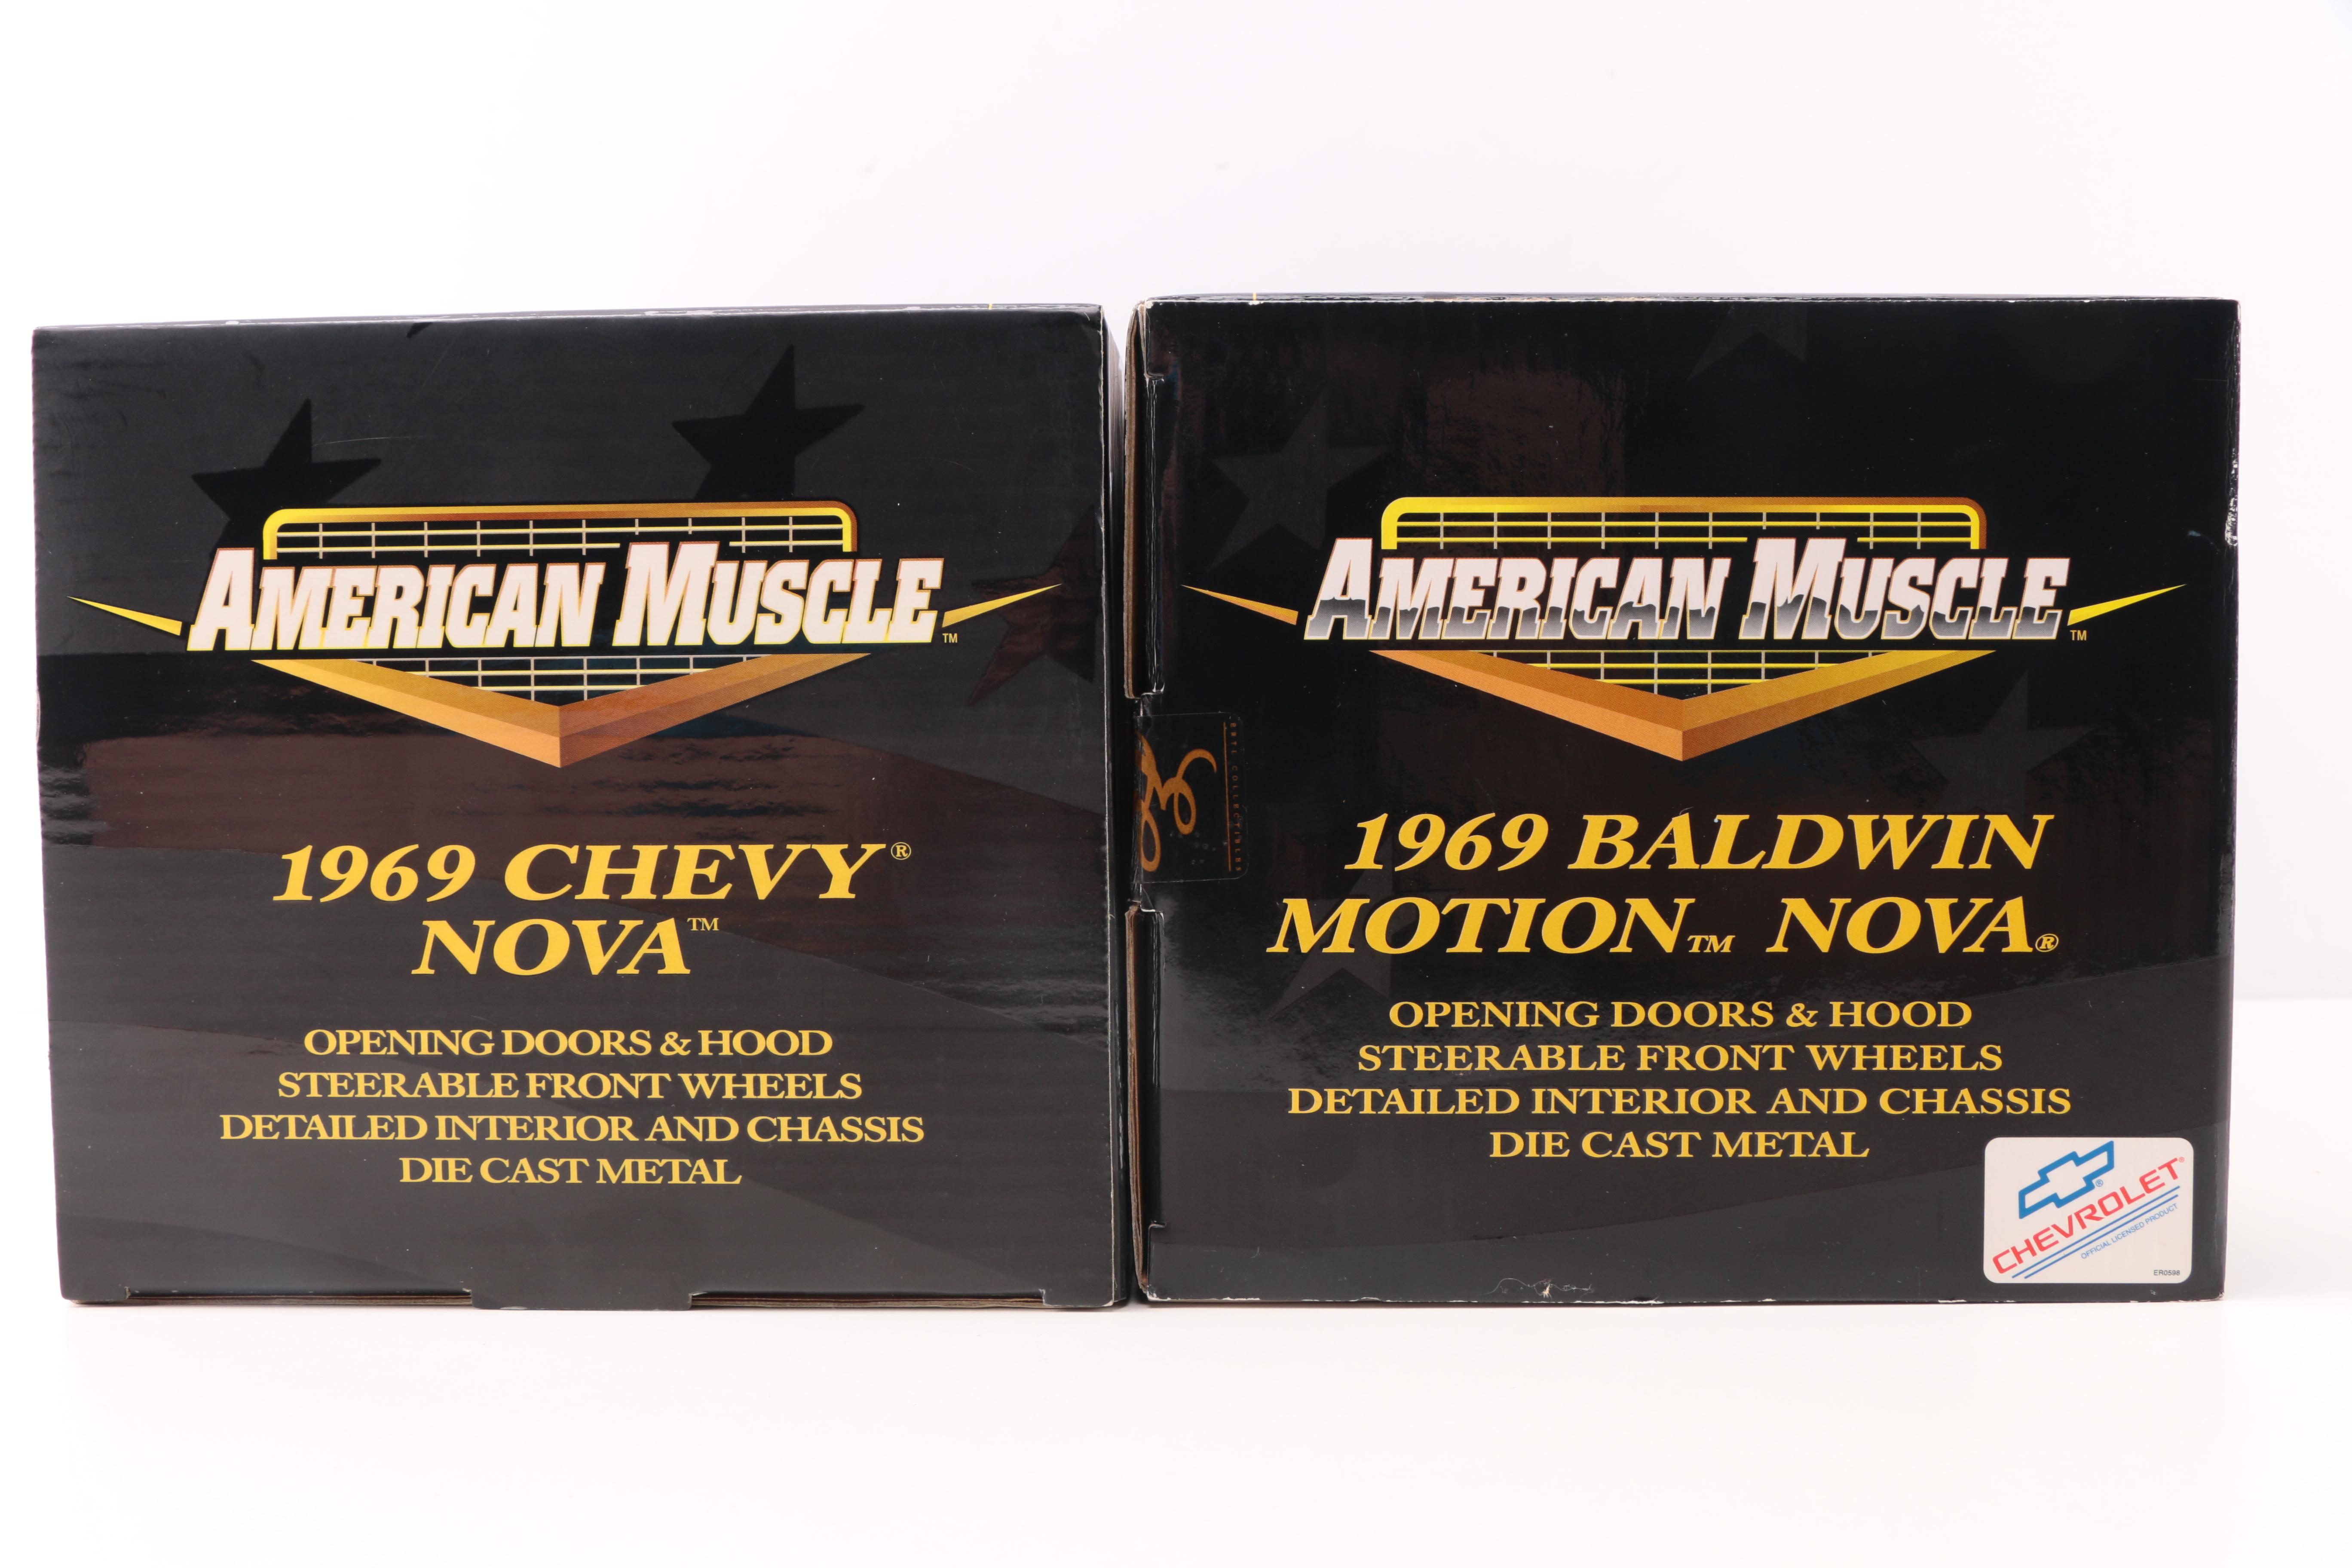 AMERICAN MUSCLE™
1969 CHEVY®
NOVA™
OPENING DOORS & HOOD
STEERABLE FRONT WHEELS
DETAILED INTERIOR AND CHASSIS
DIE CAST METAL
ERTL COLLECTIBLES
AMERICAN MUSCLE™
1969 BALDWIN
MOTION™ NOVA®
OPENING DOORS & HOOD
STEERABLE FRONT WHEELS
DETAILED INTERIOR AND CHASSIS
DIE CAST METAL
®
CHEVROLET®
OFFICIAL LICENSED PRODUCT
ER0598